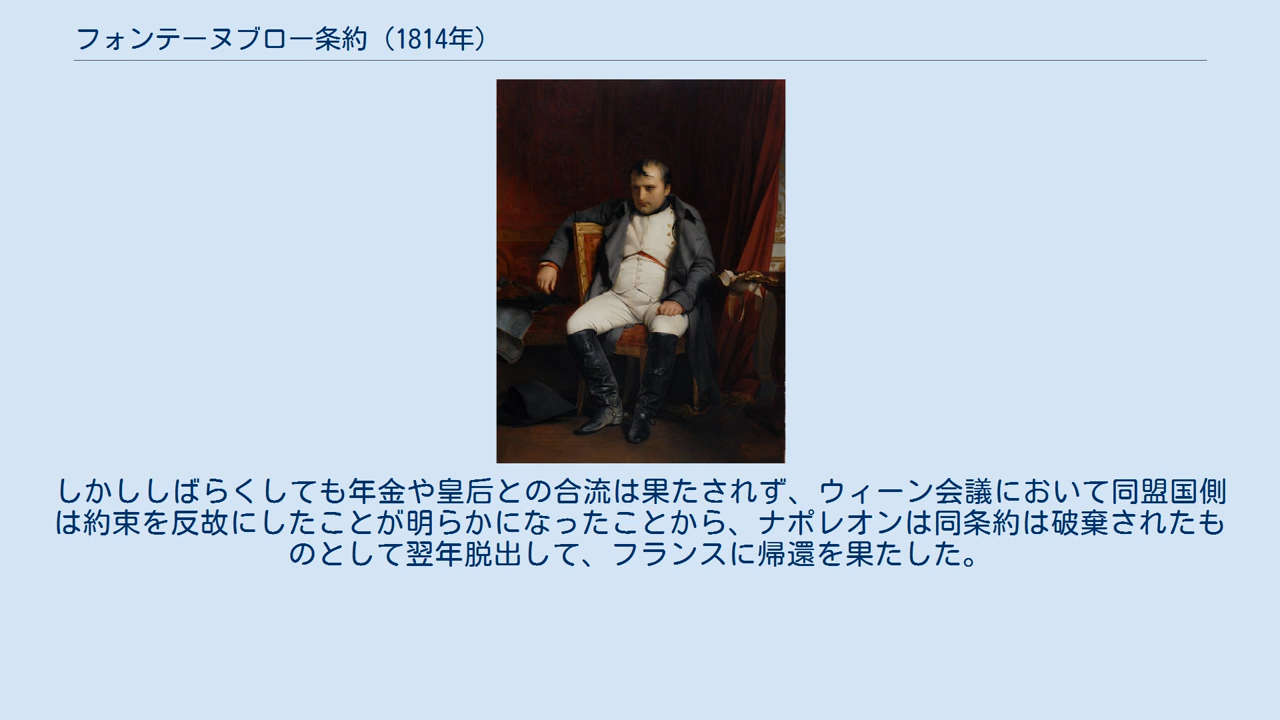 フォンテーヌブロー条約（1814年）
しかししばらくしても年金や皇后との合流は果たされず、ウィーン会議において同盟国側
は約束を反故にしたことが明らかになったことから、ナポレオンは同条約は破棄されたも
のとして翌年脱出して、フランスに帰還を果たした。